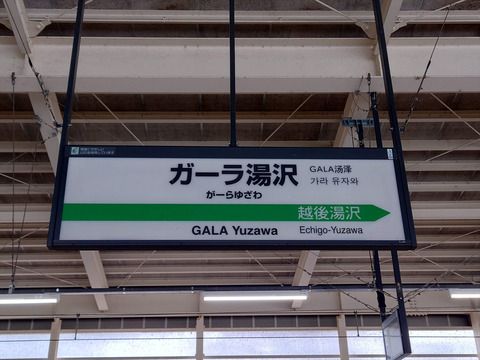 ガーラ湯沢
GALA汤泽
가라 유자와
がーらゆざわ
越後湯沢
GALA Yuzawa
Echigo-Yuzawa